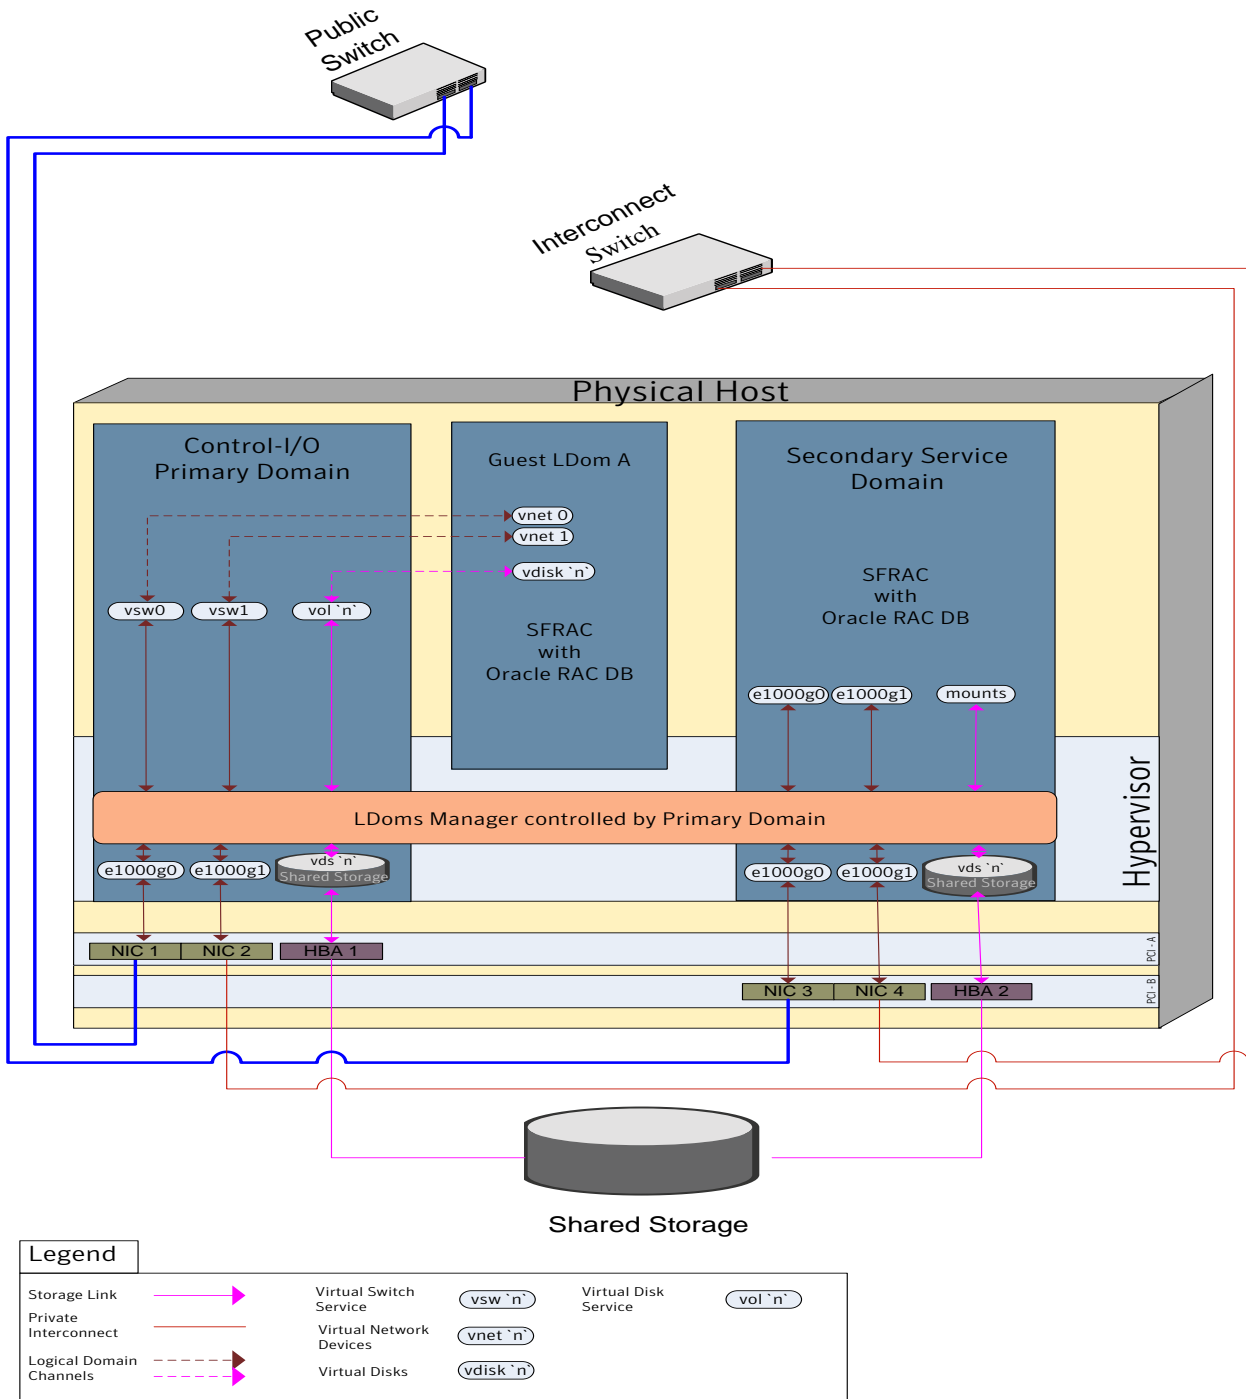 Public
Switch
Interconnect
Switch
Physical Host
Control-I/O
Primary Domain
Guest LDom A
Secondary Service
Domain
vnet 0
vnet 1
vdisk `n`
SFRAC
with
Oracle RAC DB
SFRAC
with
Oracle RAC DB
vsw0
vsw1
vol `n`
e1000g0
e1000g1
mounts
Hypervisor
LDoms Manager controlled by Primary Domain
e1000g0
e1000g1
vds `n`
Shared Storage
e1000g0
e1000g1
vds `n`
Shared Storage
NIC 1
NIC 2
HBA 1
PCI - A
NIC 3
NIC 4
HBA 2
PCI - B
Shared Storage
Legend
Storage Link
Private
Interconnect
Logical Domain
Channels
Virtual Switch
Service
vsw `n`
Virtual Network
Devices
vnet `n`
Virtual Disks
vdisk `n`
Virtual Disk
Service
vol `n`